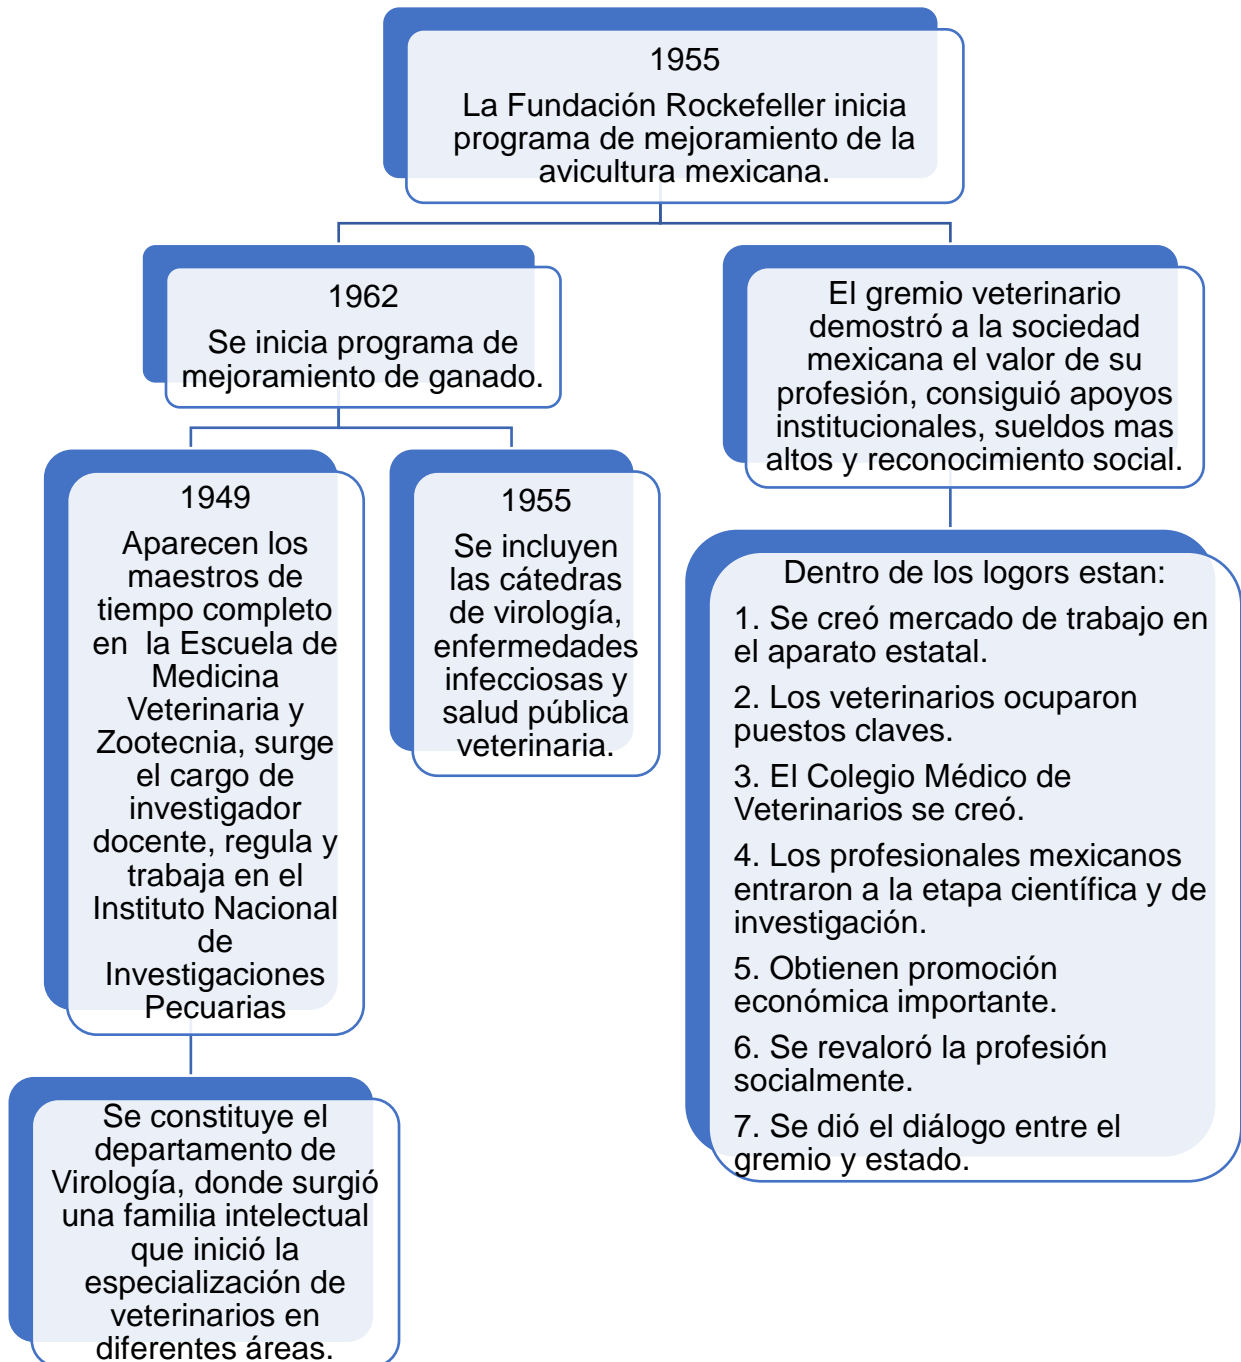 1955
La Fundación Rockefeller inicia
programa de mejoramiento de la
avicultura mexicana.
1962
Se inicia programa de
mejoramiento de ganado.
El gremio veterinario
demostró a la sociedad
mexicana el valor de su
profesión, consiguió apoyos
institucionales, sueldos mas
altos y reconocimiento social.
1949
Aparecen los
maestros de
tiempo completo
en la Escuela de
Medicina
Veterinaria y
Zootecnia, surge
el cargo de
investigador
docente, regula y
trabaja en el
Instituto Nacional
de
Investigaciones
Pecuarias
1955
Se incluyen
las cátedras
de virología,
enfermedades
infecciosas y
salud pública
veterinaria.
Dentro de los logors estan:
1. Se creó mercado de trabajo en
el aparato estatal.
2. Los veterinarios ocuparon
puestos claves.
3. El Colegio Médico de
Veterinarios se creó.
4. Los profesionales mexicanos
entraron a la etapa científica y de
investigación.
5. Obtienen promoción
económica importante.
6. Se revaloró la profesión
socialmente.
7. Se dió el diálogo entre el
gremio y estado.
Se constituye el
departamento de
Virología, donde surgió
una familia intelectual
que inició la
especialización de
veterinarios en
diferentes áreas.